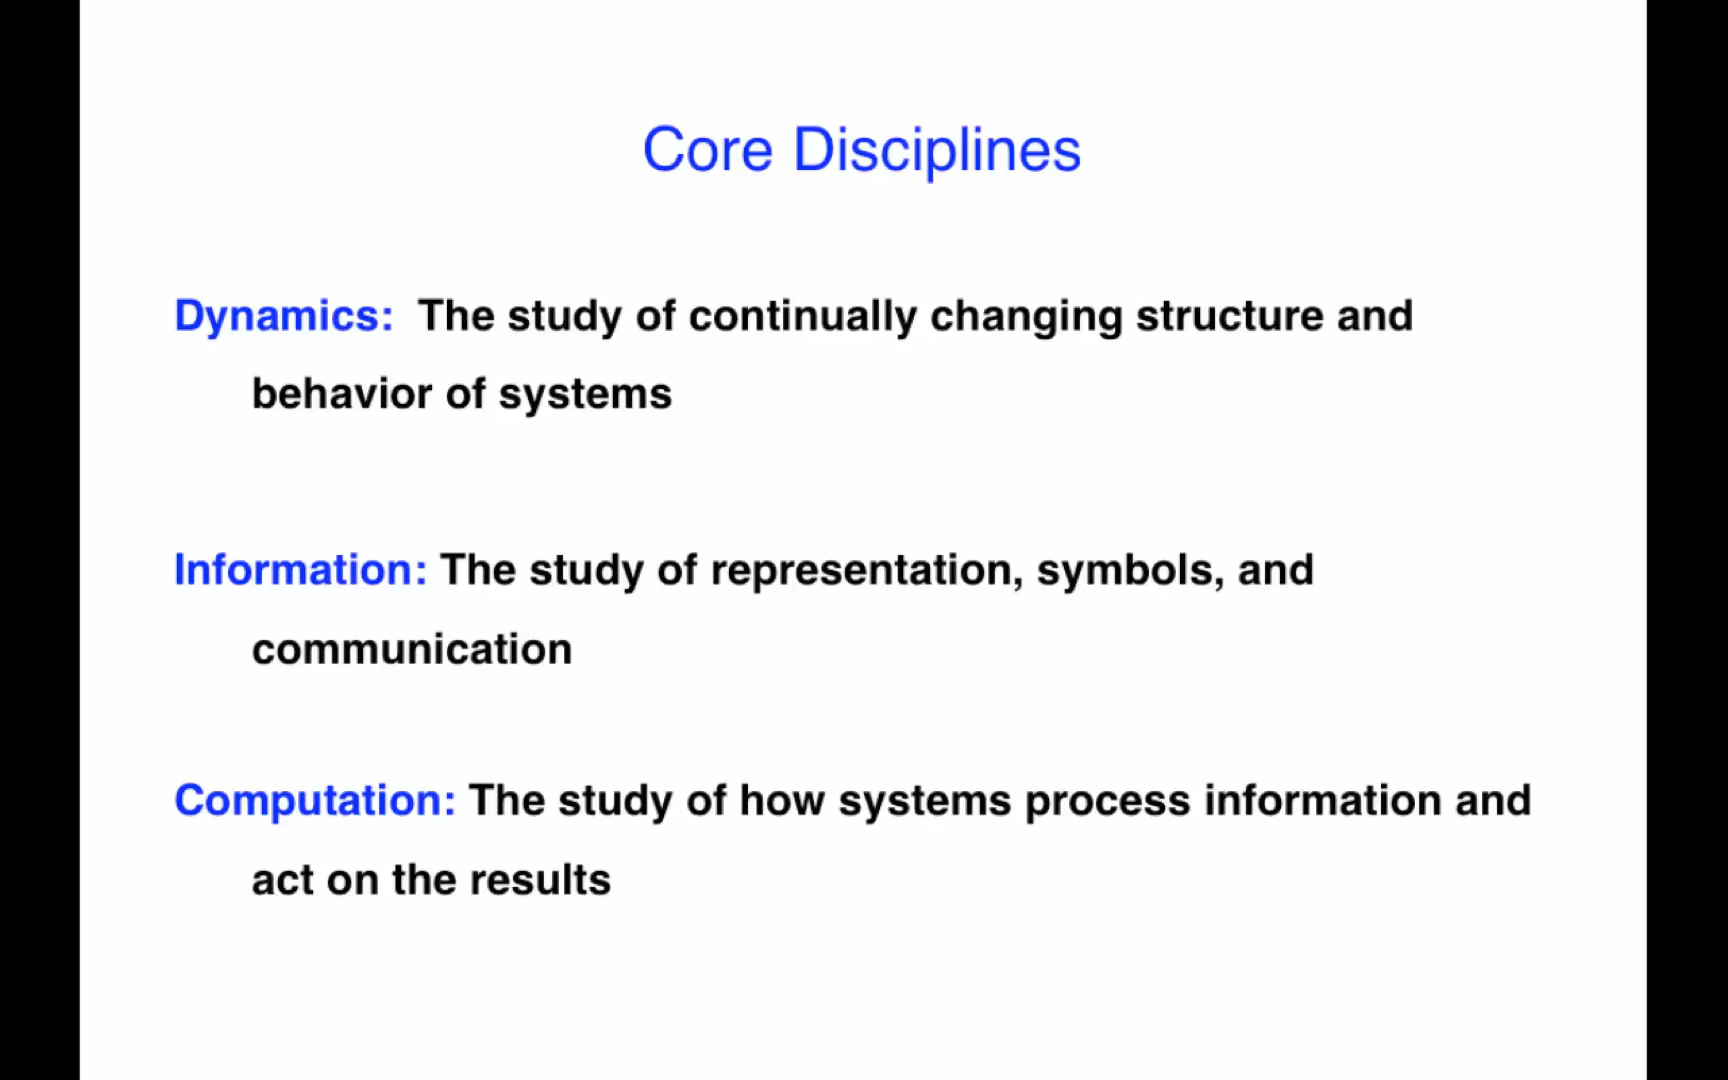 Core Disciplines
Dynamics: The study of continually changing structure and
behavior of systems
Information: The study of representation, symbols, and
communication
Computation: The study of how systems process information and
act on the results